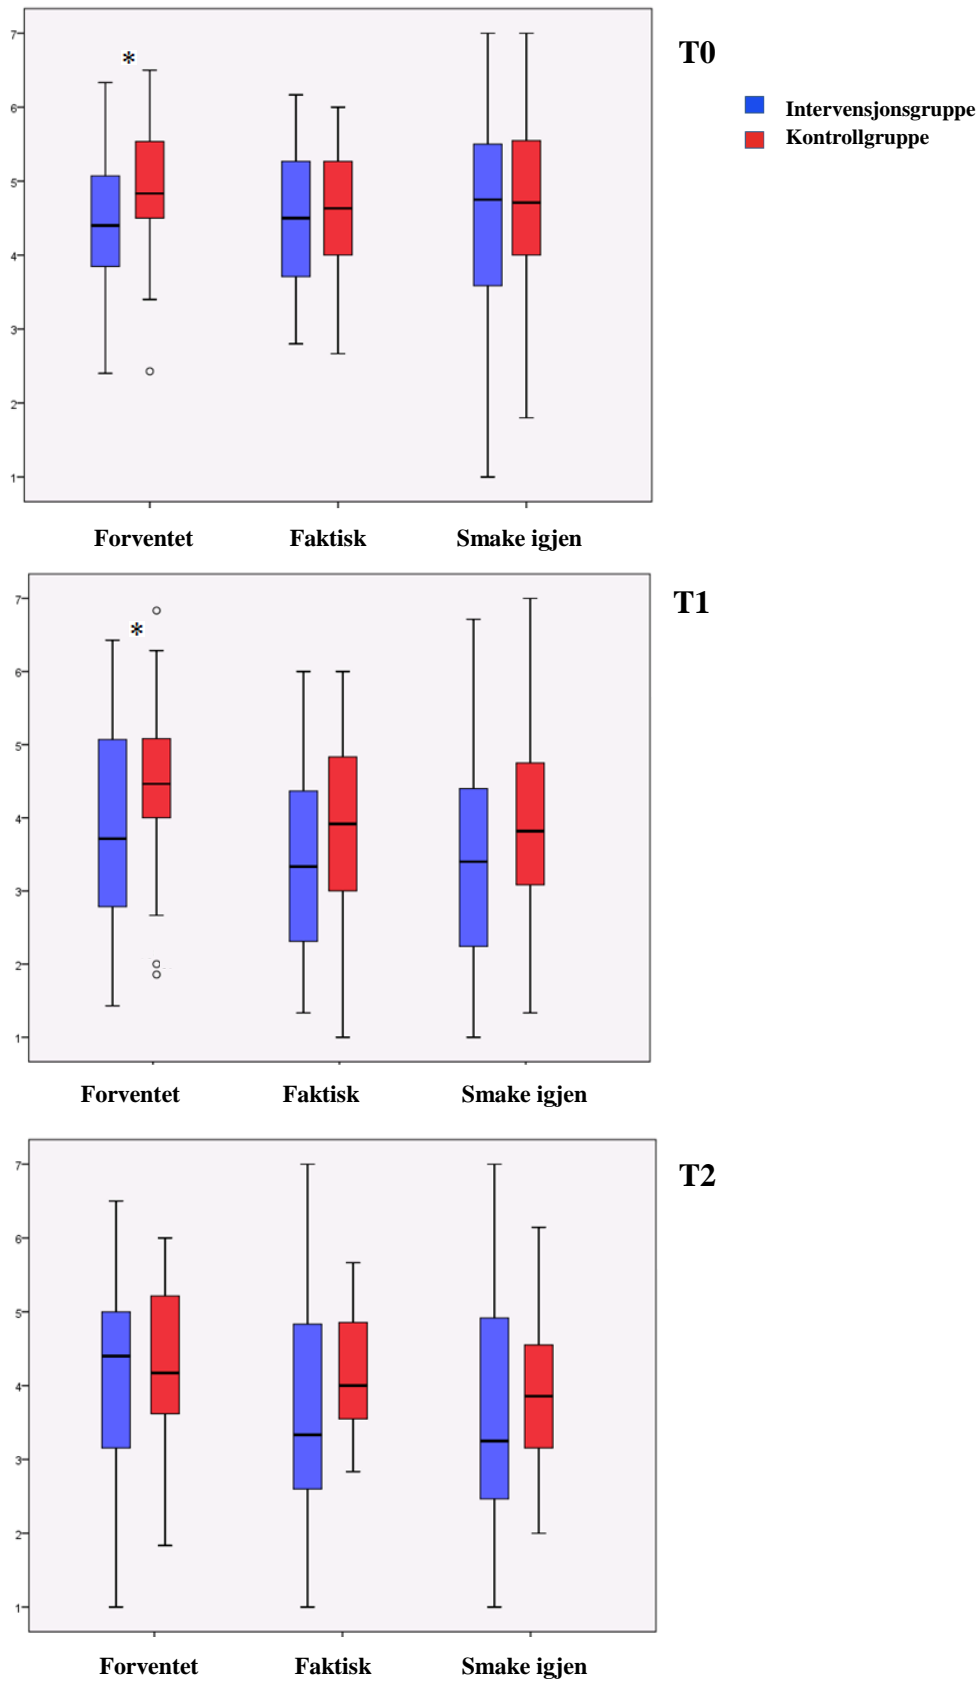 T0
Intervensjonsgruppe
Kontrollgruppe
*
7
6
5
4
3
2
1
Forventet Faktisk Smake igjen
T1
*
7
6
5
4
3
2
1
Forventet Faktisk Smake igjen
T2
7
6
5
4
3
2
1
Forventet Faktisk Smake igjen